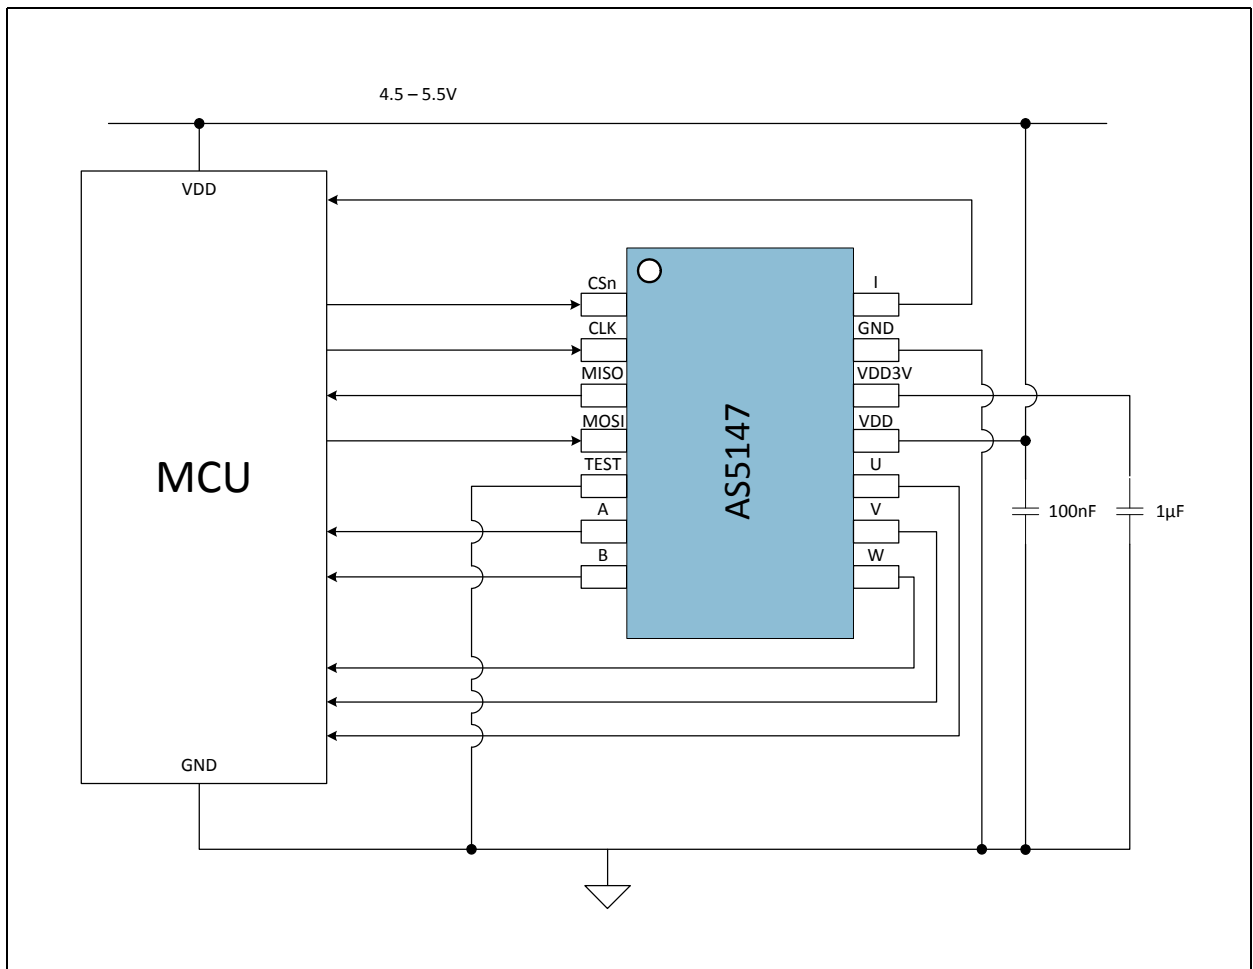 4.5 – 5.5V
VDD
MCU
GND
CSn
CLK
MISO
MOSI
TEST
A
B
AS5147
I
GND
VDD3V
VDD
U
V
W
100nF
1µF